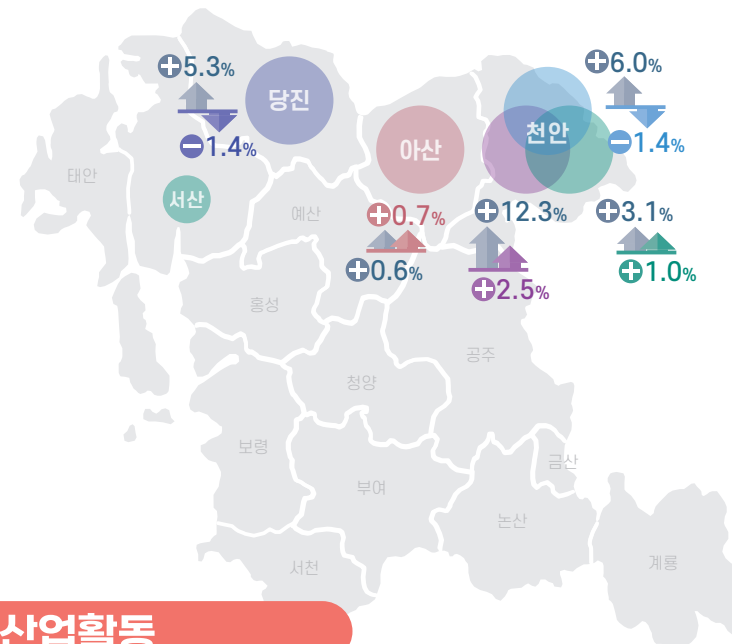 +5.3%
-1.4%
당진
+6.0%
-1.4%
천안
아산
태안
서산
예산
+0.7%
+0.6%
+12.3%
+2.5%
+3.1%
+1.0%
홍성
공주
청양
보령
금산
부여
논산
서천
계룡
산업활동